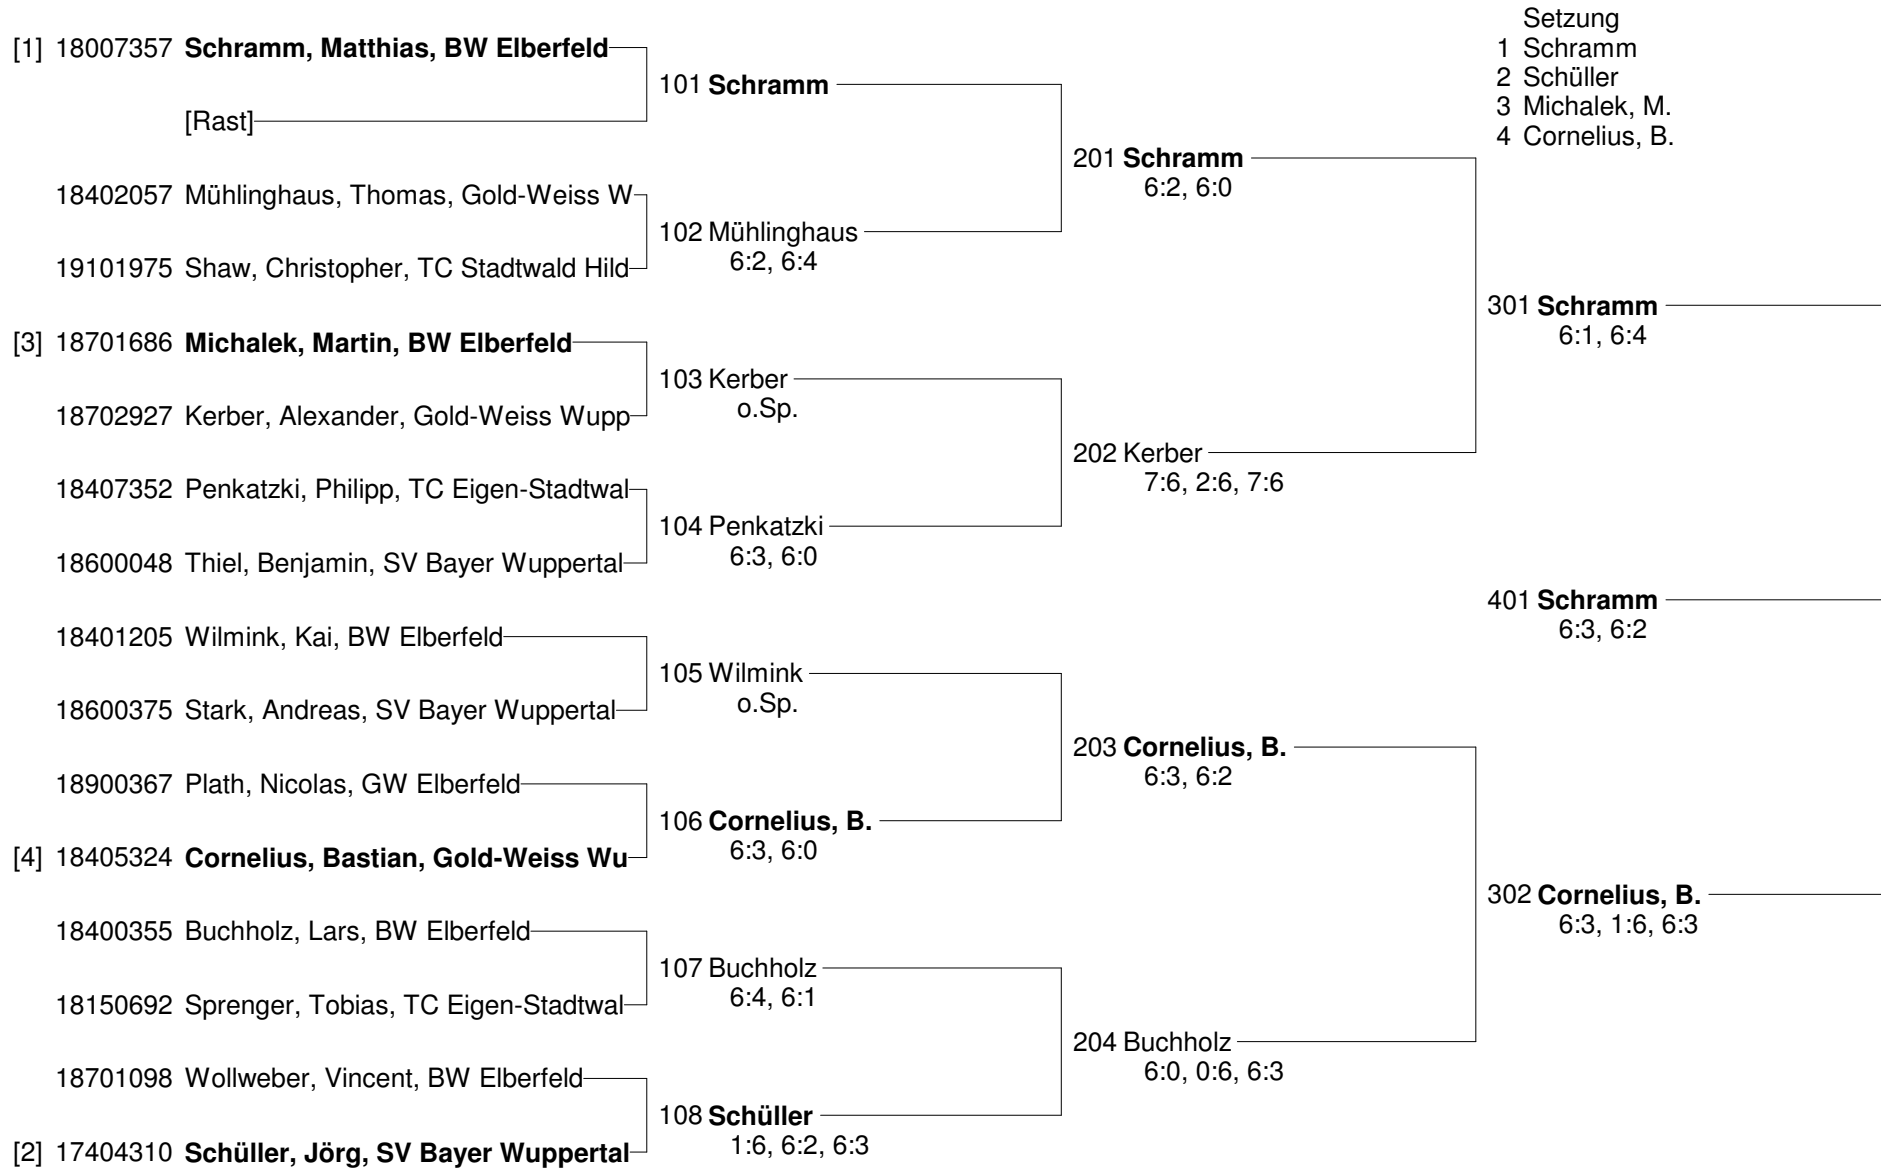 Setzung
1 Schramm
2 Schüller
3 Michalek, M.
4 Cornelius, B.
[1] 18007357 Schramm, Matthias, BW Elberfeld
[Rast]
18402057 Mühlinghaus, Thomas, Gold-Weiss W
19101975 Shaw, Christopher, TC Stadtwald Hild
[3] 18701686 Michalek, Martin, BW Elberfeld
18702927 Kerber, Alexander, Gold-Weiss Wupp
18407352 Penkatzki, Philipp, TC Eigen-Stadtwal
18600048 Thiel, Benjamin, SV Bayer Wuppertal
18401205 Wilmink, Kai, BW Elberfeld
18600375 Stark, Andreas, SV Bayer Wuppertal
18900367 Plath, Nicolas, GW Elberfeld
[4] 18405324 Cornelius, Bastian, Gold-Weiss Wu
18400355 Buchholz, Lars, BW Elberfeld
18150692 Sprenger, Tobias, TC Eigen-Stadtwal
18701098 Wollweber, Vincent, BW Elberfeld
[2] 17404310 Schüller, Jörg, SV Bayer Wuppertal
101 Schramm
102 Mühlinghaus
6:2, 6:4
103 Kerber
o.Sp.
104 Penkatzki
6:3, 6:0
105 Wilmink
o.Sp.
106 Cornelius, B.
6:3, 6:0
107 Buchholz
6:4, 6:1
108 Schüller
1:6, 6:2, 6:3
201 Schramm
6:2, 6:0
202 Kerber
7:6, 2:6, 7:6
203 Cornelius, B.
6:3, 6:2
204 Buchholz
6:0, 0:6, 6:3
301 Schramm
6:1, 6:4
401 Schramm
6:3, 6:2
302 Cornelius, B.
6:3, 1:6, 6:3